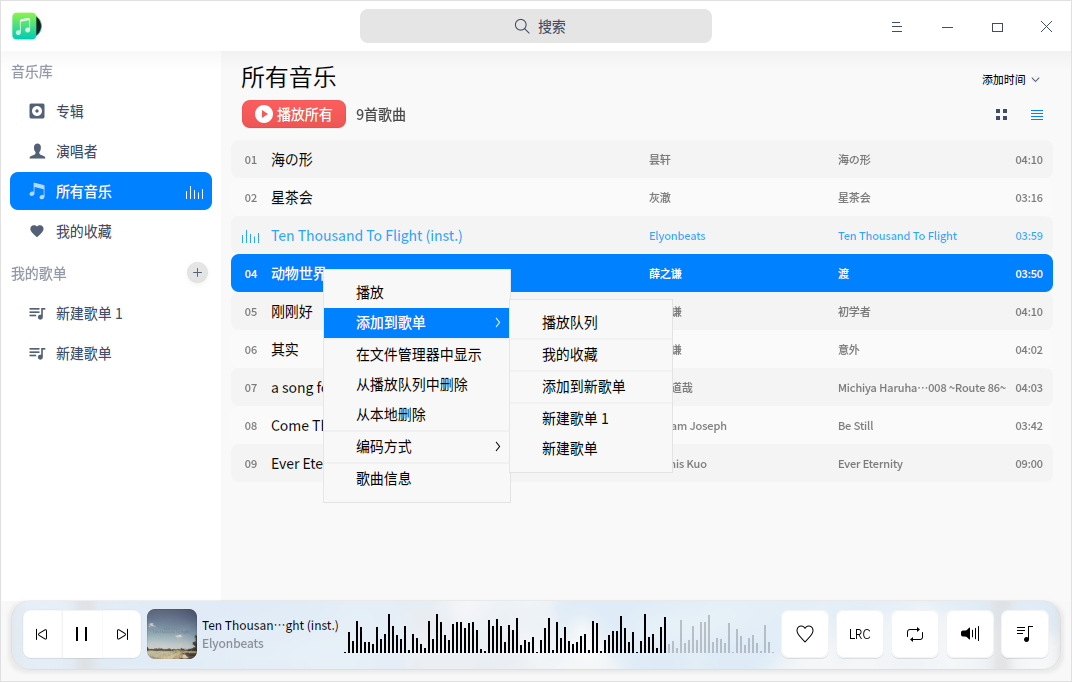 搜索
音乐库
专辑
演唱者
所有音乐
我的收藏
我的歌单
新建歌单 1
新建歌单
所有音乐
添加时间
播放所有
9首歌曲
01 海の形 昙轩 海の形 04:10
02 星茶会 灰澈 星茶会 03:16
Ten Thousand To Flight (inst.) Elyonbeats Ten Thousand To Flight 03:59
04 动物世界 薛之谦 渡 03:50
05 刚刚好 谦 初学者 04:10
06 其实 谦 意外 04:02
07 a song fo 道哉 Michiya Haruha…008 ~Route 86~ 04:03
08 Come Th am Joseph Be Still 03:42
09 Ever Ete nis Kuo Ever Eternity 09:00
播放
添加到歌单
在文件管理器中显示
从播放队列中删除
从本地删除
编码方式
歌曲信息
播放队列
我的收藏
添加到新歌单
新建歌单 1
新建歌单
Ten Thousan…ght (inst.)
Elyonbeats
LRC